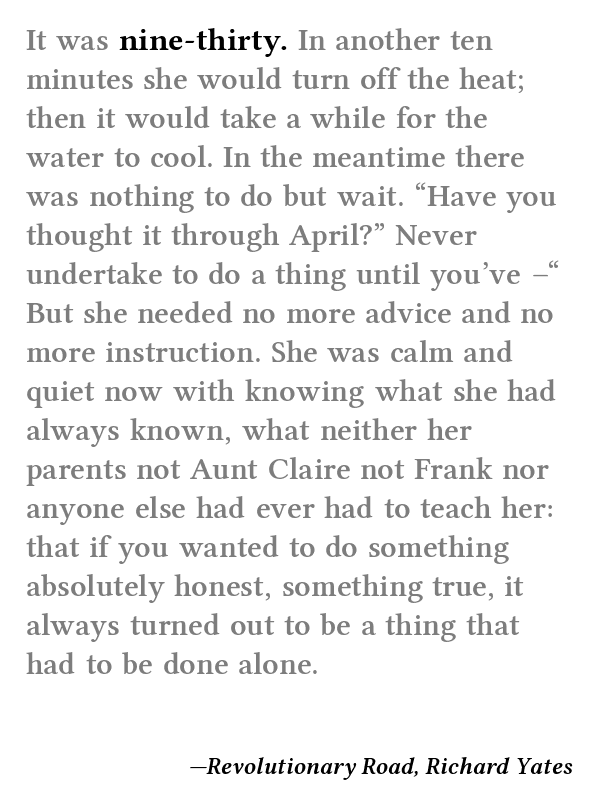 It was nine-thirty. In another ten
minutes she would turn off the heat;
then it would take a while for the
water to cool. In the meantime there
was nothing to do but wait. “Have you
thought it through April?” Never
undertake to do a thing until you’ve –“
But she needed no more advice and no
more instruction. She was calm and
quiet now with knowing what she had
always known, what neither her
parents not Aunt Claire not Frank nor
anyone else had ever had to teach her:
that if you wanted to do something
absolutely honest, something true, it
always turned out to be a thing that
had to be done alone.
—Revolutionary Road, Richard Yates